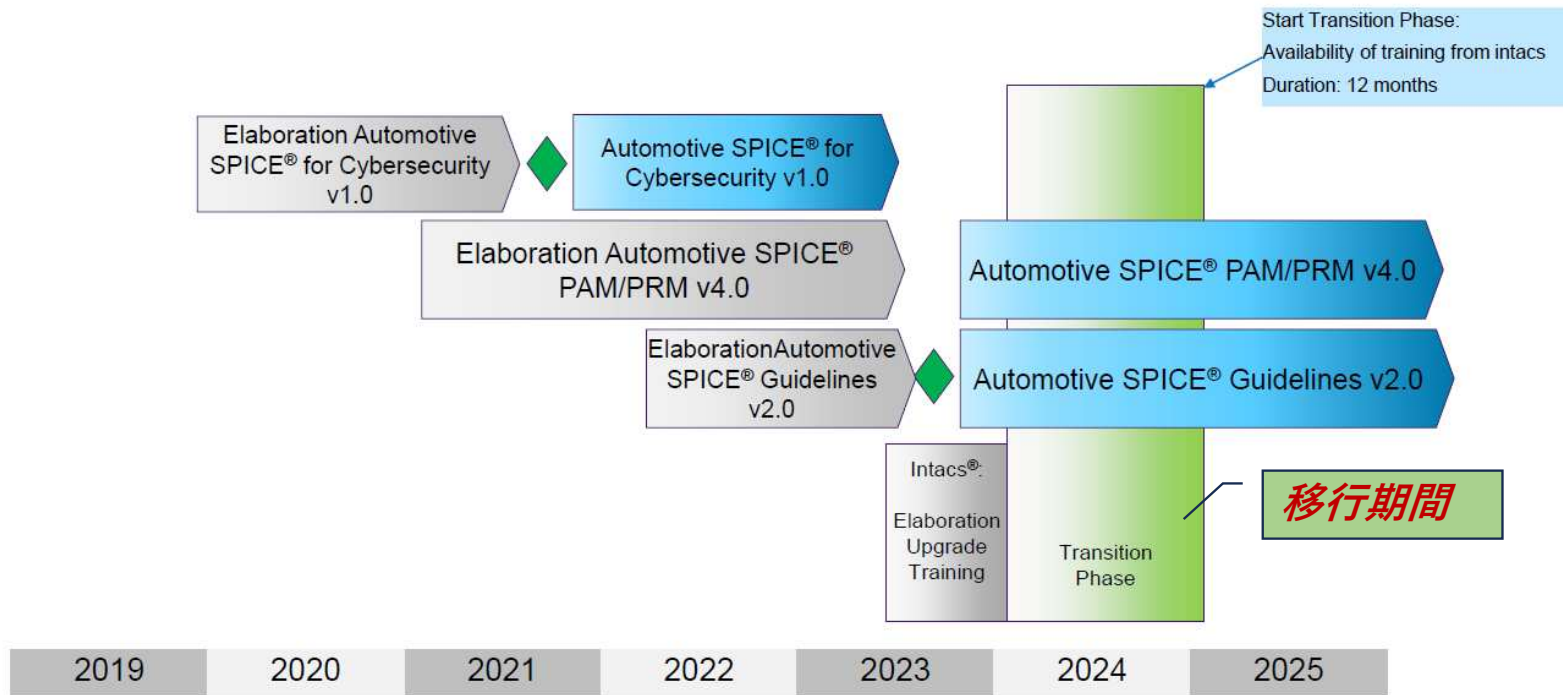 Start Transition Phase:
Availability of training from intacs
Duration: 12 months
Elaboration Automotive
SPICE® for Cybersecurity
v1.0
Automotive SPICE® for
Cybersecurity v1.0
Elaboration Automotive SPICE®
PAM/PRM v4.0
Automotive SPICE® PAM/PRM v4.0
ElaborationAutomotive
SPICE® Guidelines
v2.0
Automotive SPICE® Guidelines v2.0
Intacs®:
Elaboration
Upgrade
Training
Transition
Phase
移行期間
2019
2020
2021
2022
2023
2024
2025